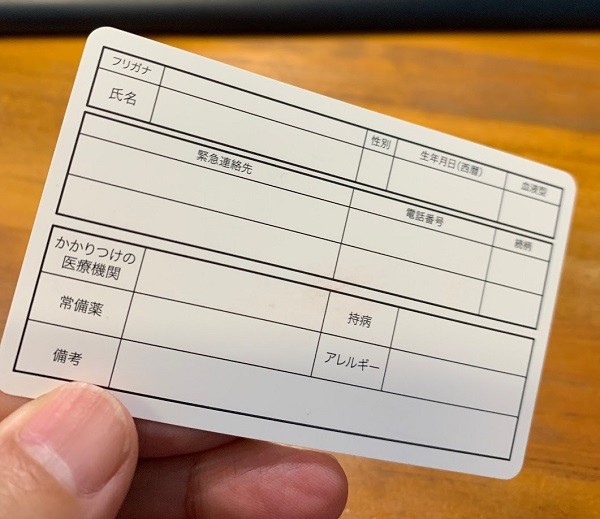 フリガナ
氏名
性別
生年月日(西暦)
血液型
緊急連絡先
電話番号
続柄
かかりつけの
医療機関
常備薬
持病
アレルギー
備考